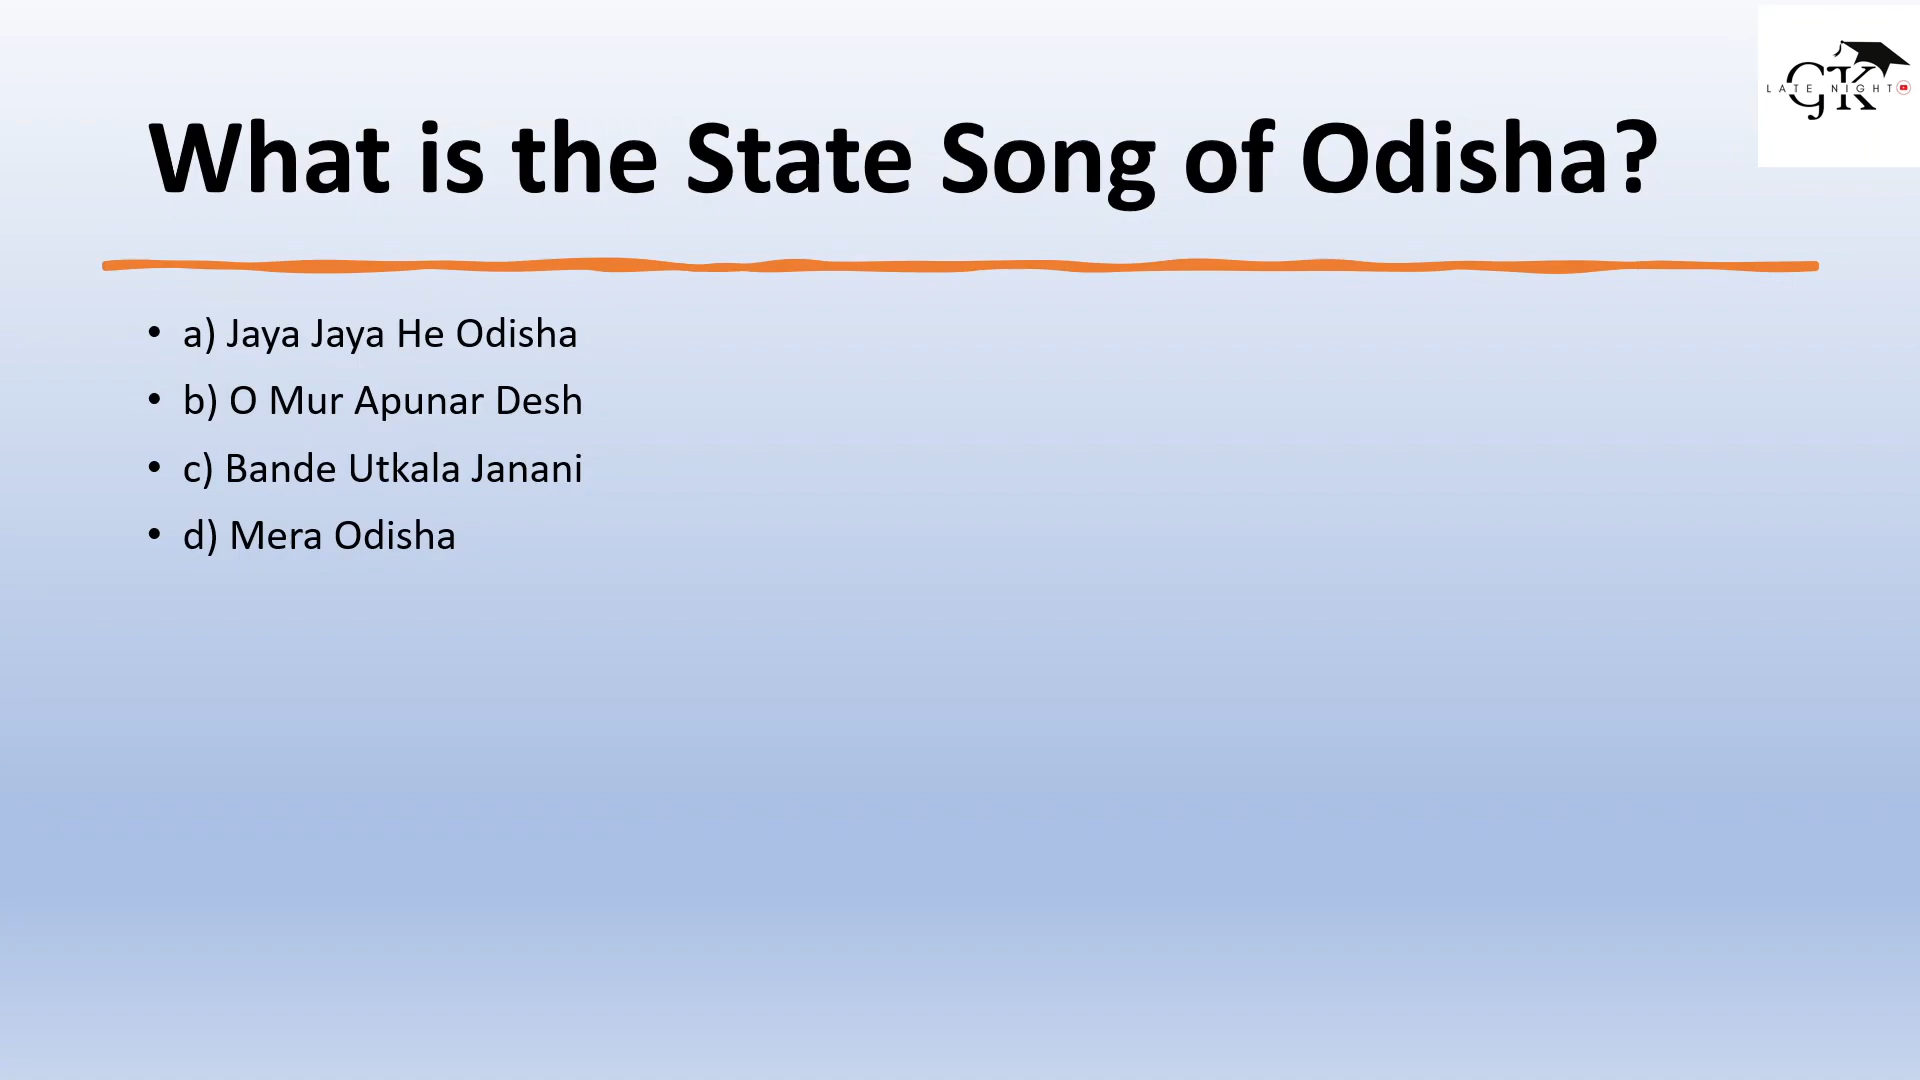 What is the State Song of Odisha?
GK
LATE NIGHT
• a) Jaya Jaya He Odisha
• b) O Mur Apunar Desh
• c) Bande Utkala Janani
• d) Mera Odisha